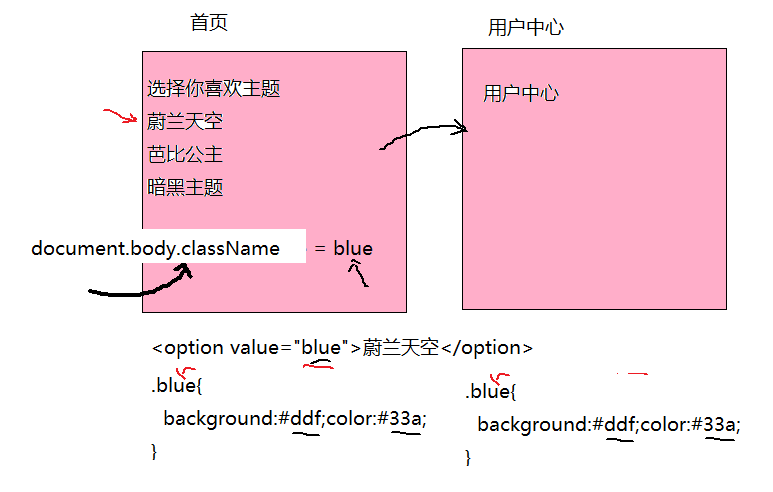 首页
用户中心
选择你喜欢主题
用户中心
蔚兰天空
芭比公主
暗黑主题
document.body.className = blue
<option value="blue">蔚兰天空</option>
.blue{
background:#ddf;color:#33a;
}
.blue{
background:#ddf;color:#33a;
}